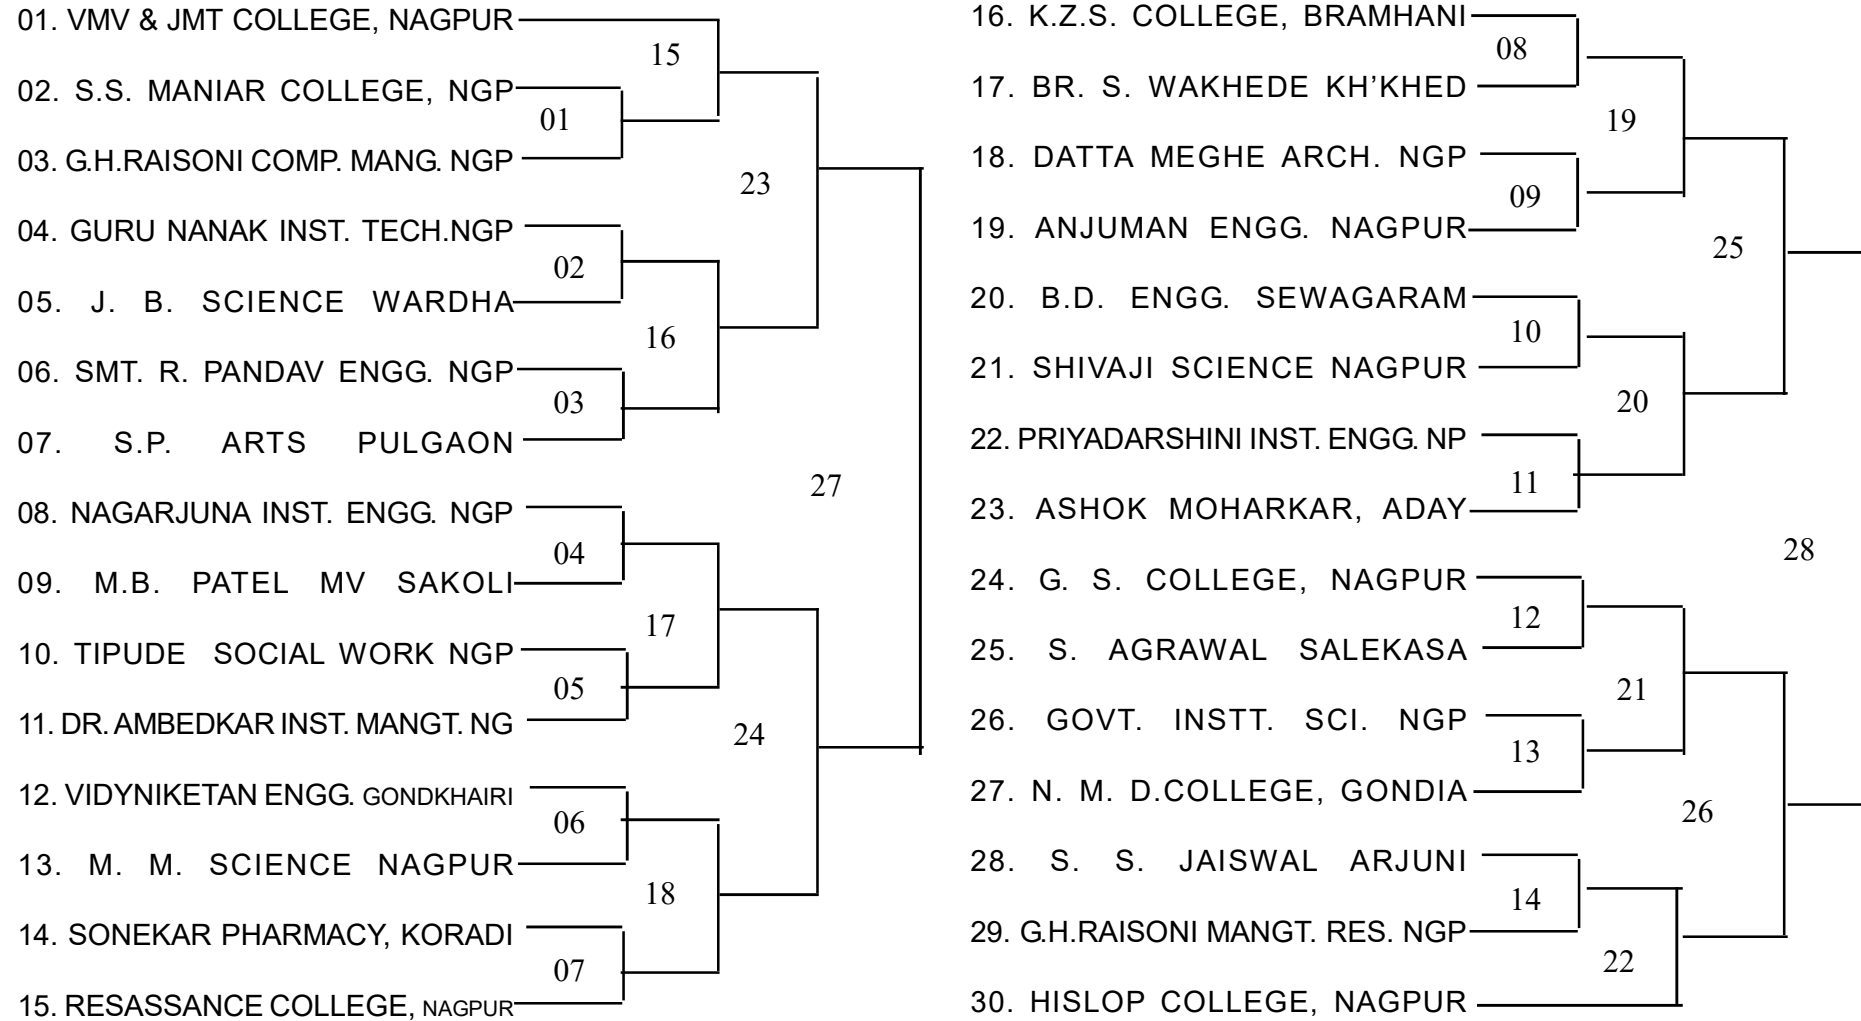 01. VMV & JMT COLLEGE, NAGPUR
15
02. S.S. MANIAR COLLEGE, NGP
01
03. G.H.RAISONI COMP. MANG. NGP
23
04. GURU NANAK INST. TECH.NGP
02
05. J. B. SCIENCE WARDHA
16
06. SMT. R. PANDAV ENGG. NGP
03
07. S.P. ARTS PULGAON
27
08. NAGARJUNA INST. ENGG. NGP
04
09. M.B. PATEL MV SAKOLI
17
10. TIPUDE SOCIAL WORK NGP
05
11. DR. AMBEDKAR INST. MANGT. NG
24
12. VIDYNIKETAN ENGG. GONDKHAIRI
06
13. M. M. SCIENCE NAGPUR
18
14. SONEKAR PHARMACY, KORADI
07
15. RESASSANCE COLLEGE, NAGPUR
16. K.Z.S. COLLEGE, BRAMHANI
08
17. BR. S. WAKHEDE KH'KHED
19
18. DATTA MEGHE ARCH. NGP
09
19. ANJUMAN ENGG. NAGPUR
25
20. B.D. ENGG. SEWAGARAM
10
21. SHIVAJI SCIENCE NAGPUR
20
22. PRIYADARSHINI INST. ENGG. NP
11
23. ASHOK MOHARKAR, ADAY
28
24. G. S. COLLEGE, NAGPUR
12
25. S. AGRAWAL SALEKASA
21
26. GOVT. INSTT. SCI. NGP
13
27. N. M. D.COLLEGE, GONDIA
26
28. S. S. JAISWAL ARJUNI
14
29. G.H.RAISONI MANGT. RES. NGP
22
30. HISLOP COLLEGE, NAGPUR